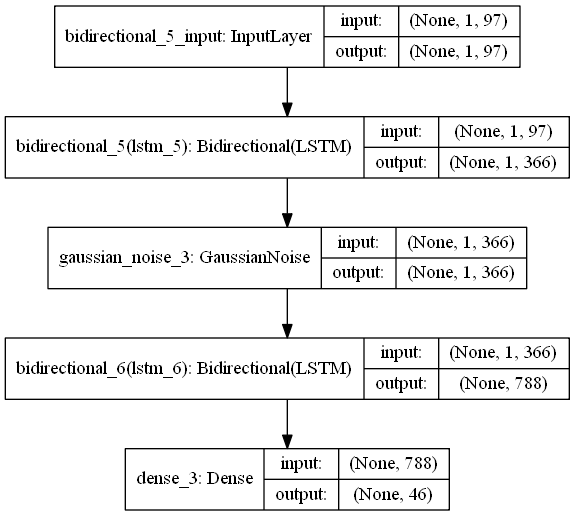 bidirectional_5_input: InputLayer
input: (None, 1, 97)
output: (None, 1, 97)
bidirectional_5(lstm_5): Bidirectional(LSTM)
input: (None, 1, 97)
output: (None, 1, 366)
gaussian_noise_3: GaussianNoise
input: (None, 1, 366)
output: (None, 1, 366)
bidirectional_6(lstm_6): Bidirectional(LSTM)
input: (None, 1, 366)
output: (None, 788)
dense_3: Dense
input: (None, 788)
output: (None, 46)